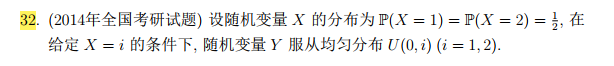 32. (2014年全国考研试题) 设随机变量 X 的分布为 ℙ(X = 1) = ℙ(X = 2) = 1/2, 在
给定 X = i 的条件下, 随机变量 Y 服从均匀分布 U(0, i) (i = 1, 2).